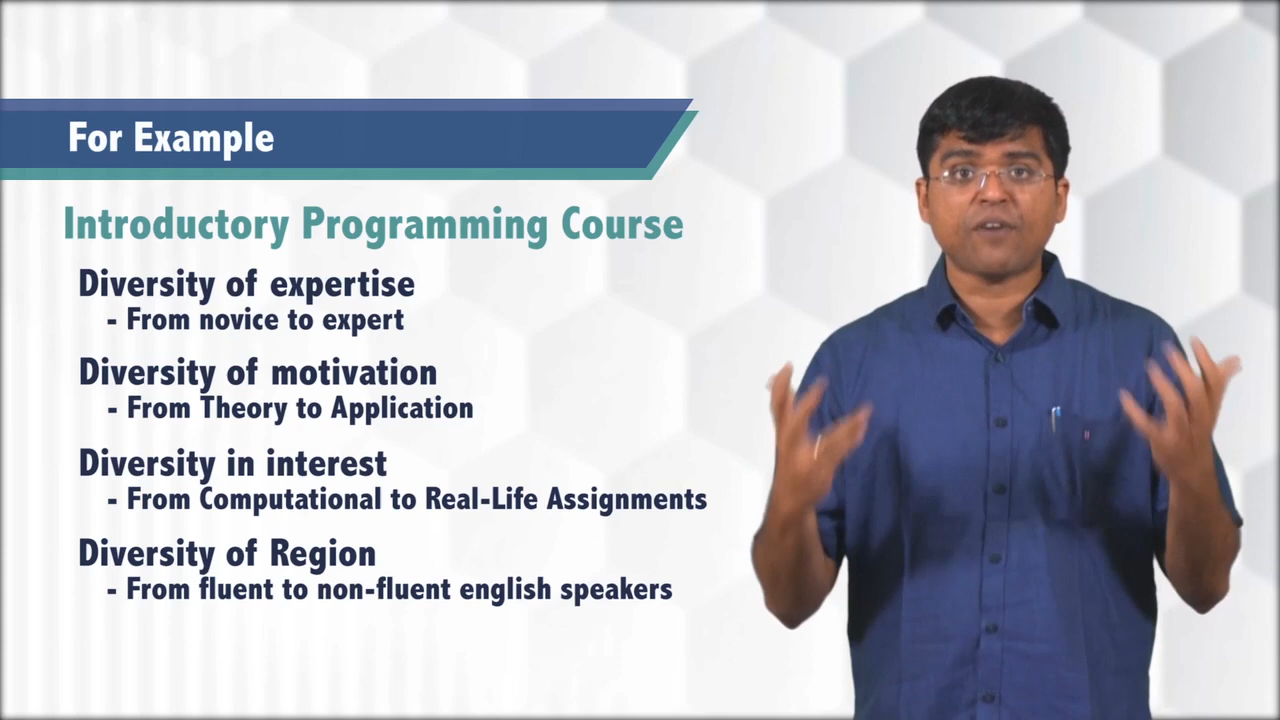 For Example
Introductory Programming Course
Diversity of expertise
- From novice to expert
Diversity of motivation
- From Theory to Application
Diversity in interest
- From Computational to Real-Life Assignments
Diversity of Region
- From fluent to non-fluent english speakers